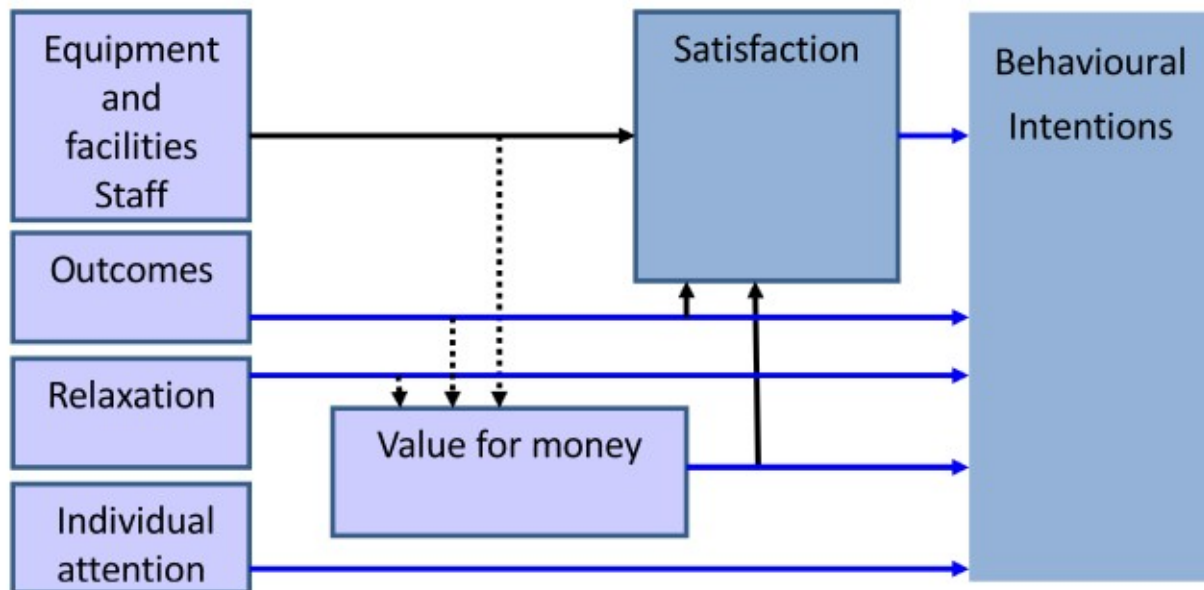 Equipment
and
facilities
Staff
Outcomes
Relaxation
Individual
attention
Value for money
Satisfaction
Behavioural
Intentions